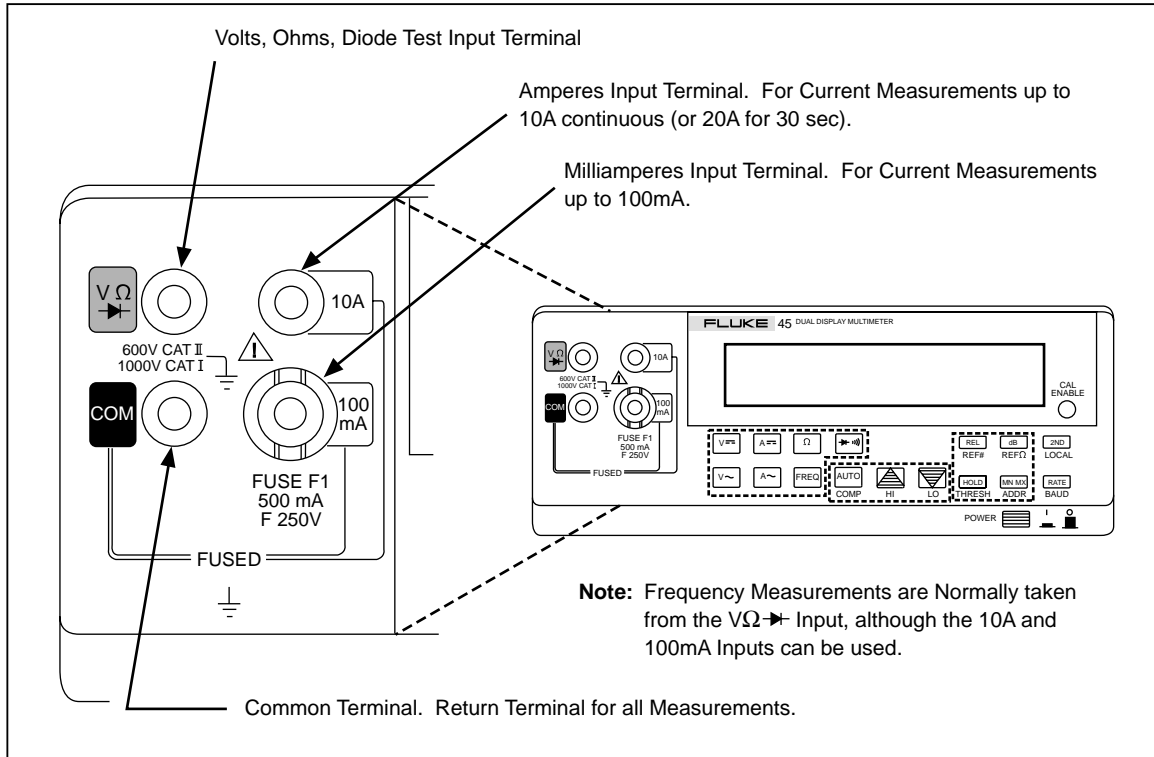 Volts, Ohms, Diode Test Input Terminal
Amperes Input Terminal. For Current Measurements up to
10A continuous (or 20A for 30 sec).
Milliamperes Input Terminal. For Current Measurements
up to 100mA.
V Ω
10A
600V CAT II
1000V CAT I
COM
100
mA
FUSE F1
500 mA
F 250V
FUSED
FLUKE 45 DUAL DISPLAY MULTIMETER
V Ω
10A
600V CAT II
1000V CAT I
COM
100
mA
FUSE F1
500 mA
F 250V
FUSED
CAL
ENABLE
V A Ω
REL dB 2ND
REF# REFΩ LOCAL
V~ A~ FREQ AUTO
HOLD MN MX RATE
COMP HI LO THRESH ADDR BAUD
POWER I O
Note: Frequency Measurements are Normally taken
from the VΩ Input, although the 10A and
100mA Inputs can be used.
Common Terminal. Return Terminal for all Measurements.